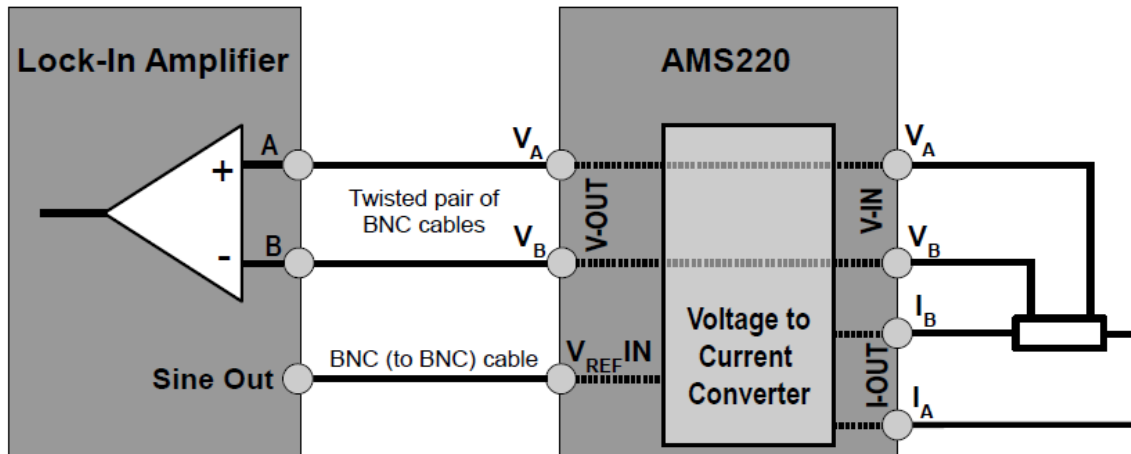 Lock-In Amplifier
A
+
B
-
Sine Out
Twisted pair of
BNC cables
BNC (to BNC) cable
AMS220
V_A
V_B
V-OUT
V_REF IN
Voltage to
Current
Converter
V_A
V-IN
V_B
I_B
I-OUT
I_A